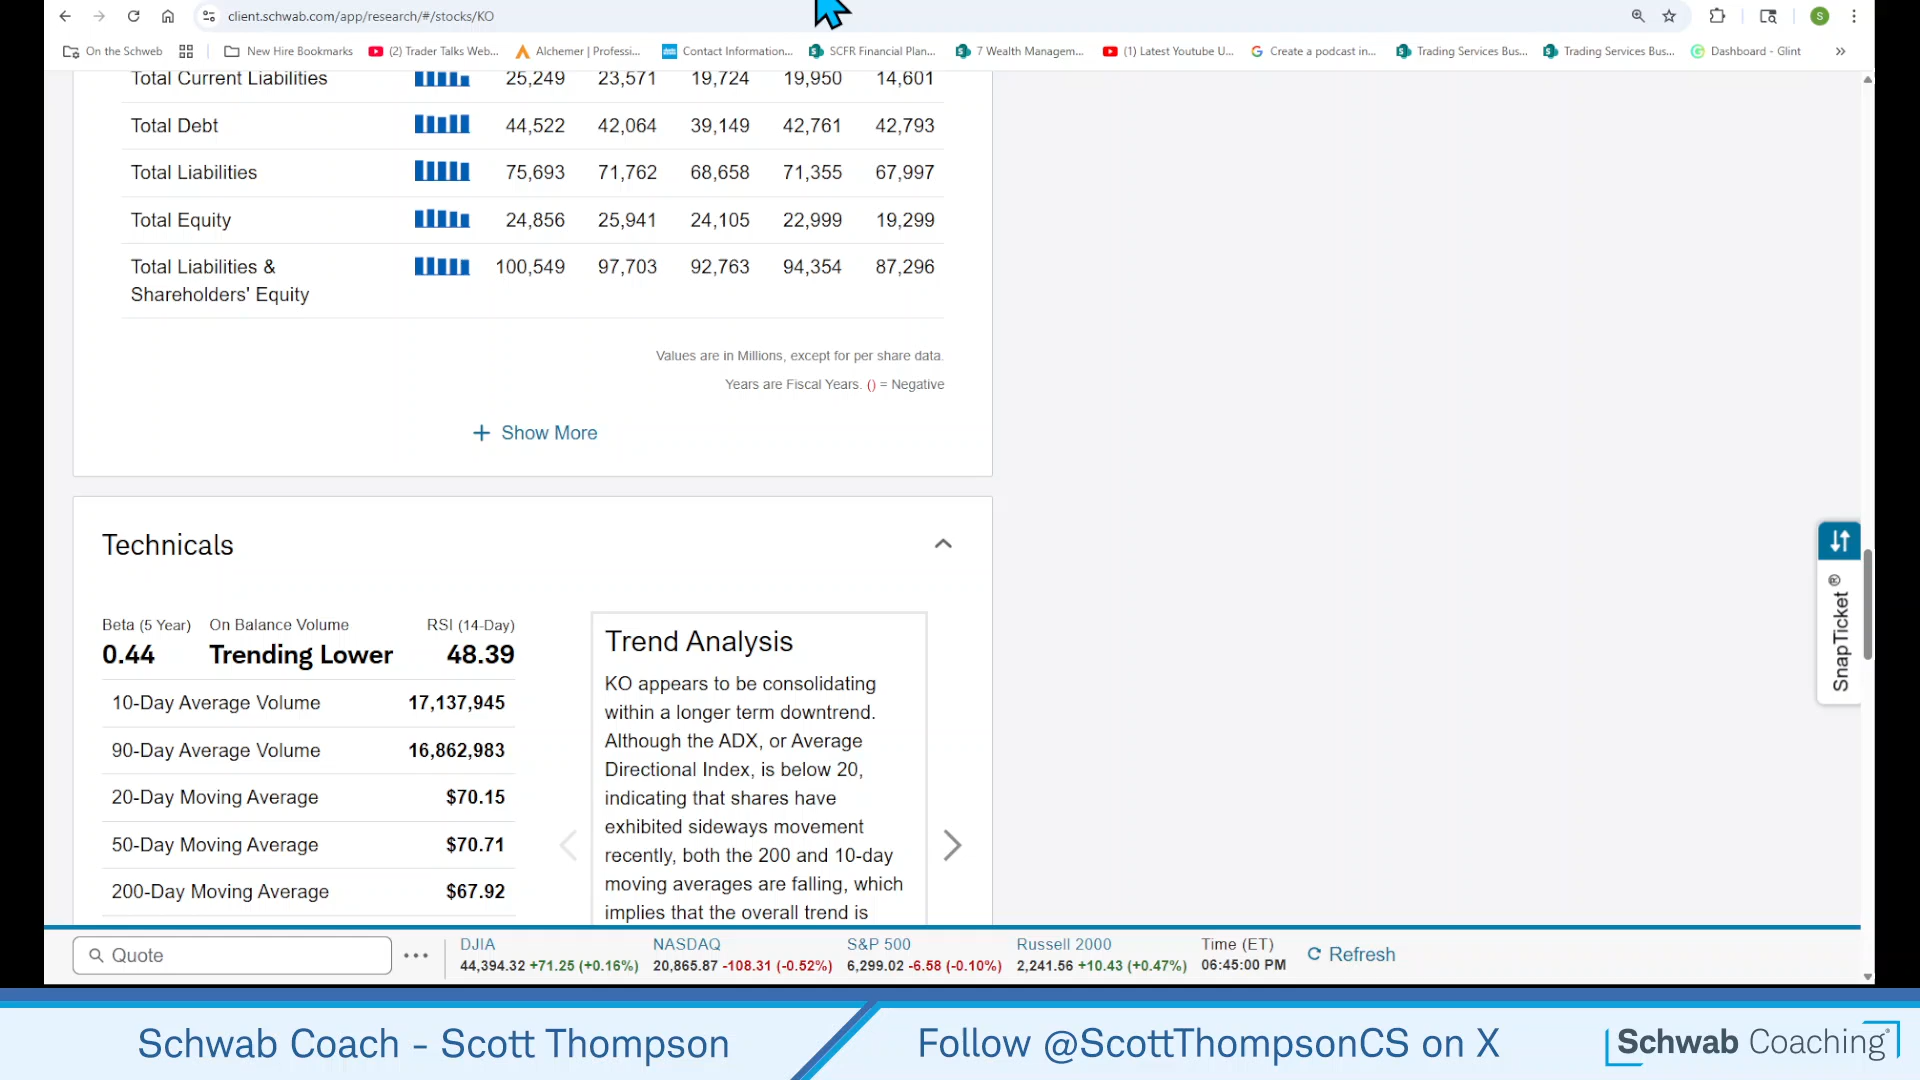 client.schwab.com/app/research/#/stocks/KO
S
On the Schweb
New Hire Bookmarks
(2) Trader Talks Web...
Alchemer | Professi...
Contact Information...
SCFR Financial Plan...
7 Wealth Managem...
(1) Latest Youtube U...
Create a podcast in...
Trading Services Bus...
Trading Services Bus...
Dashboard - Glint
»
Total Current Liabilities 25,249 23,571 19,724 19,950 14,601
Total Debt 44,522 42,064 39,149 42,761 42,793
Total Liabilities 75,693 71,762 68,658 71,355 67,997
Total Equity 24,856 25,941 24,105 22,999 19,299
Total Liabilities & 100,549 97,703 92,763 94,354 87,296
Shareholders' Equity
Values are in Millions, except for per share data.
Years are Fiscal Years. () = Negative
+ Show More
Technicals
Beta (5 Year) On Balance Volume RSI (14-Day)
0.44 Trending Lower 48.39
10-Day Average Volume 17,137,945
90-Day Average Volume 16,862,983
20-Day Moving Average $70.15
50-Day Moving Average $70.71
200-Day Moving Average $67.92
Trend Analysis
KO appears to be consolidating
within a longer term downtrend.
Although the ADX, or Average
Directional Index, is below 20,
indicating that shares have
exhibited sideways movement
recently, both the 200 and 10-day
moving averages are falling, which
implies that the overall trend is
SnapTicket®
Quote
DJIA NASDAQ S&P 500 Russell 2000 Time (ET)
44,394.32 +71.25 (+0.16%) 20,865.87 -108.31 (-0.52%) 6,299.02 -6.58 (-0.10%) 2,241.56 +10.43 (+0.47%) 06:45:00 PM
Refresh
Schwab Coach - Scott Thompson
Follow @ScottThompsonCS on X
Schwab Coaching